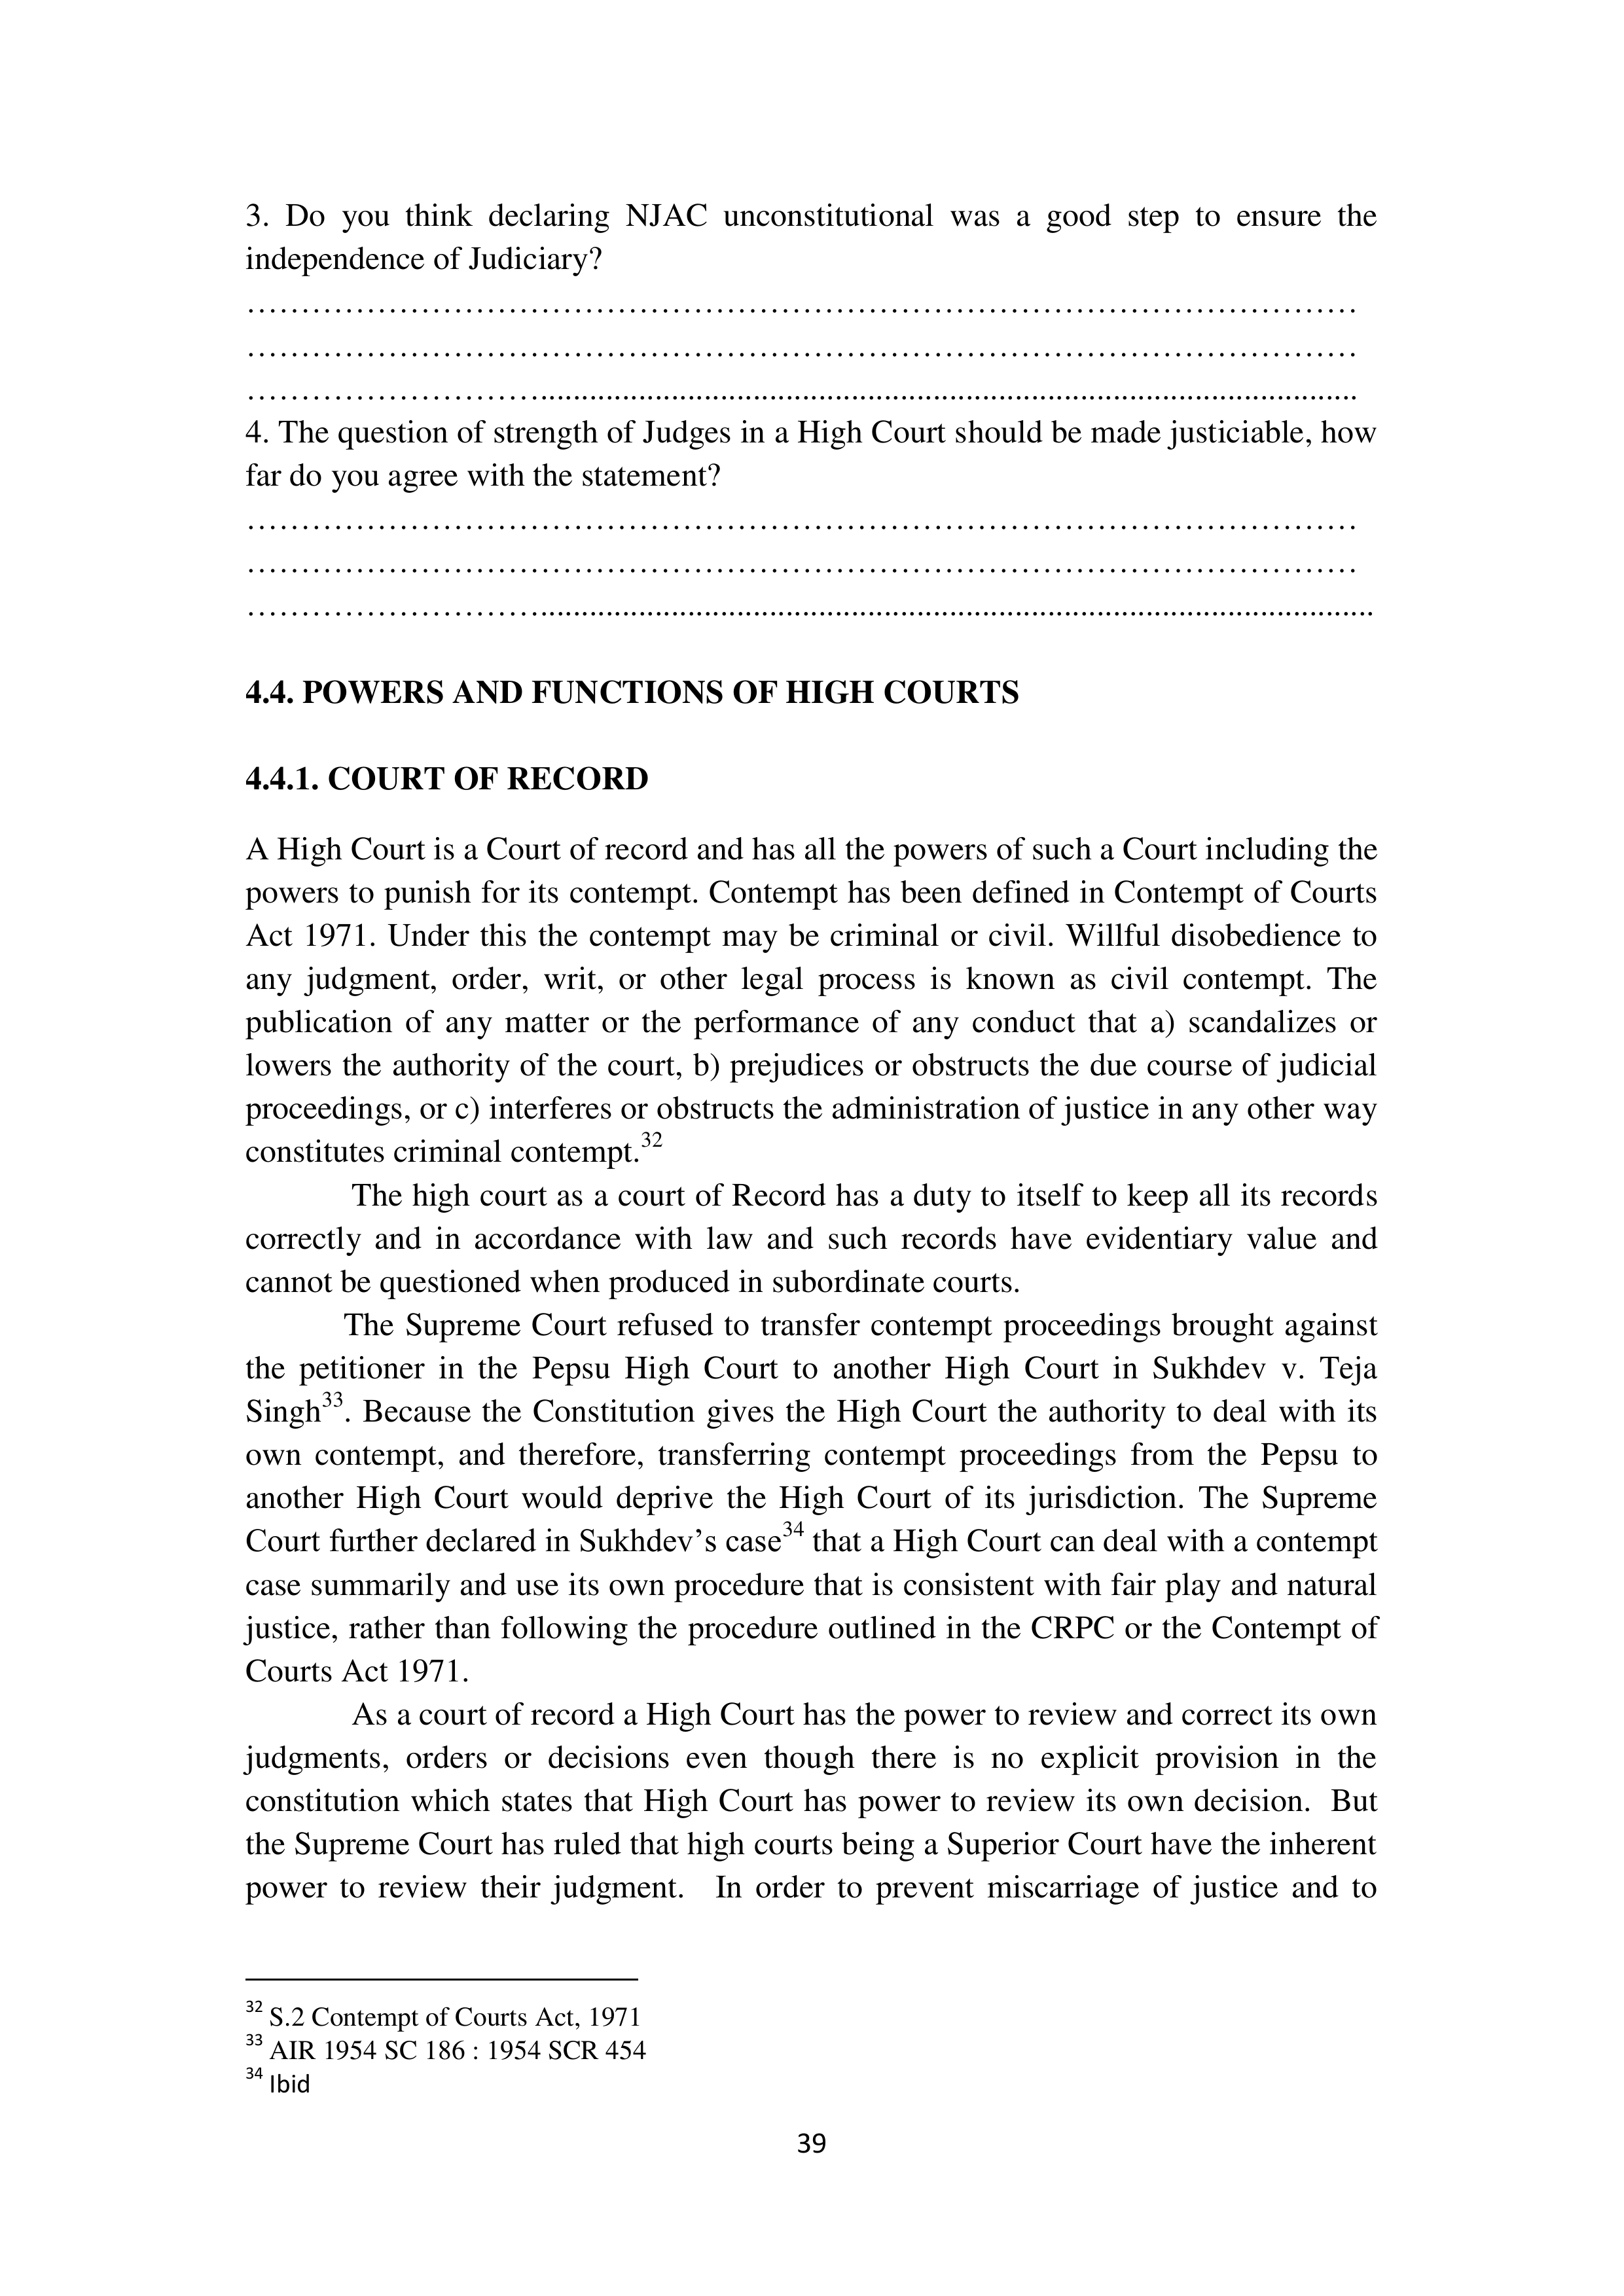 3. Do you think declaring NJAC unconstitutional was a good step to ensure the
independence of Judiciary?
…………………………………………………………………………………………
…………………………………………………………………………………………
………………………....................................................................................................
4. The question of strength of Judges in a High Court should be made justiciable, how
far do you agree with the statement?
…………………………………………………………………………………………
…………………………………………………………………………………………
………………………......................................................................................................
4.4. POWERS AND FUNCTIONS OF HIGH COURTS
4.4.1. COURT OF RECORD
A High Court is a Court of record and has all the powers of such a Court including the
powers to punish for its contempt. Contempt has been defined in Contempt of Courts
Act 1971. Under this the contempt may be criminal or civil. Willful disobedience to
any judgment, order, writ, or other legal process is known as civil contempt. The
publication of any matter or the performance of any conduct that a) scandalizes or
lowers the authority of the court, b) prejudices or obstructs the due course of judicial
proceedings, or c) interferes or obstructs the administration of justice in any other way
constitutes criminal contempt.32
The high court as a court of Record has a duty to itself to keep all its records
correctly and in accordance with law and such records have evidentiary value and
cannot be questioned when produced in subordinate courts.
The Supreme Court refused to transfer contempt proceedings brought against
the petitioner in the Pepsu High Court to another High Court in Sukhdev v. Teja
Singh33. Because the Constitution gives the High Court the authority to deal with its
own contempt, and therefore, transferring contempt proceedings from the Pepsu to
another High Court would deprive the High Court of its jurisdiction. The Supreme
Court further declared in Sukhdev’s case34 that a High Court can deal with a contempt
case summarily and use its own procedure that is consistent with fair play and natural
justice, rather than following the procedure outlined in the CRPC or the Contempt of
Courts Act 1971.
As a court of record a High Court has the power to review and correct its own
judgments, orders or decisions even though there is no explicit provision in the
constitution which states that High Court has power to review its own decision. But
the Supreme Court has ruled that high courts being a Superior Court have the inherent
power to review their judgment. In order to prevent miscarriage of justice and to
32 S.2 Contempt of Courts Act, 1971
33 AIR 1954 SC 186 : 1954 SCR 454
34 Ibid
39